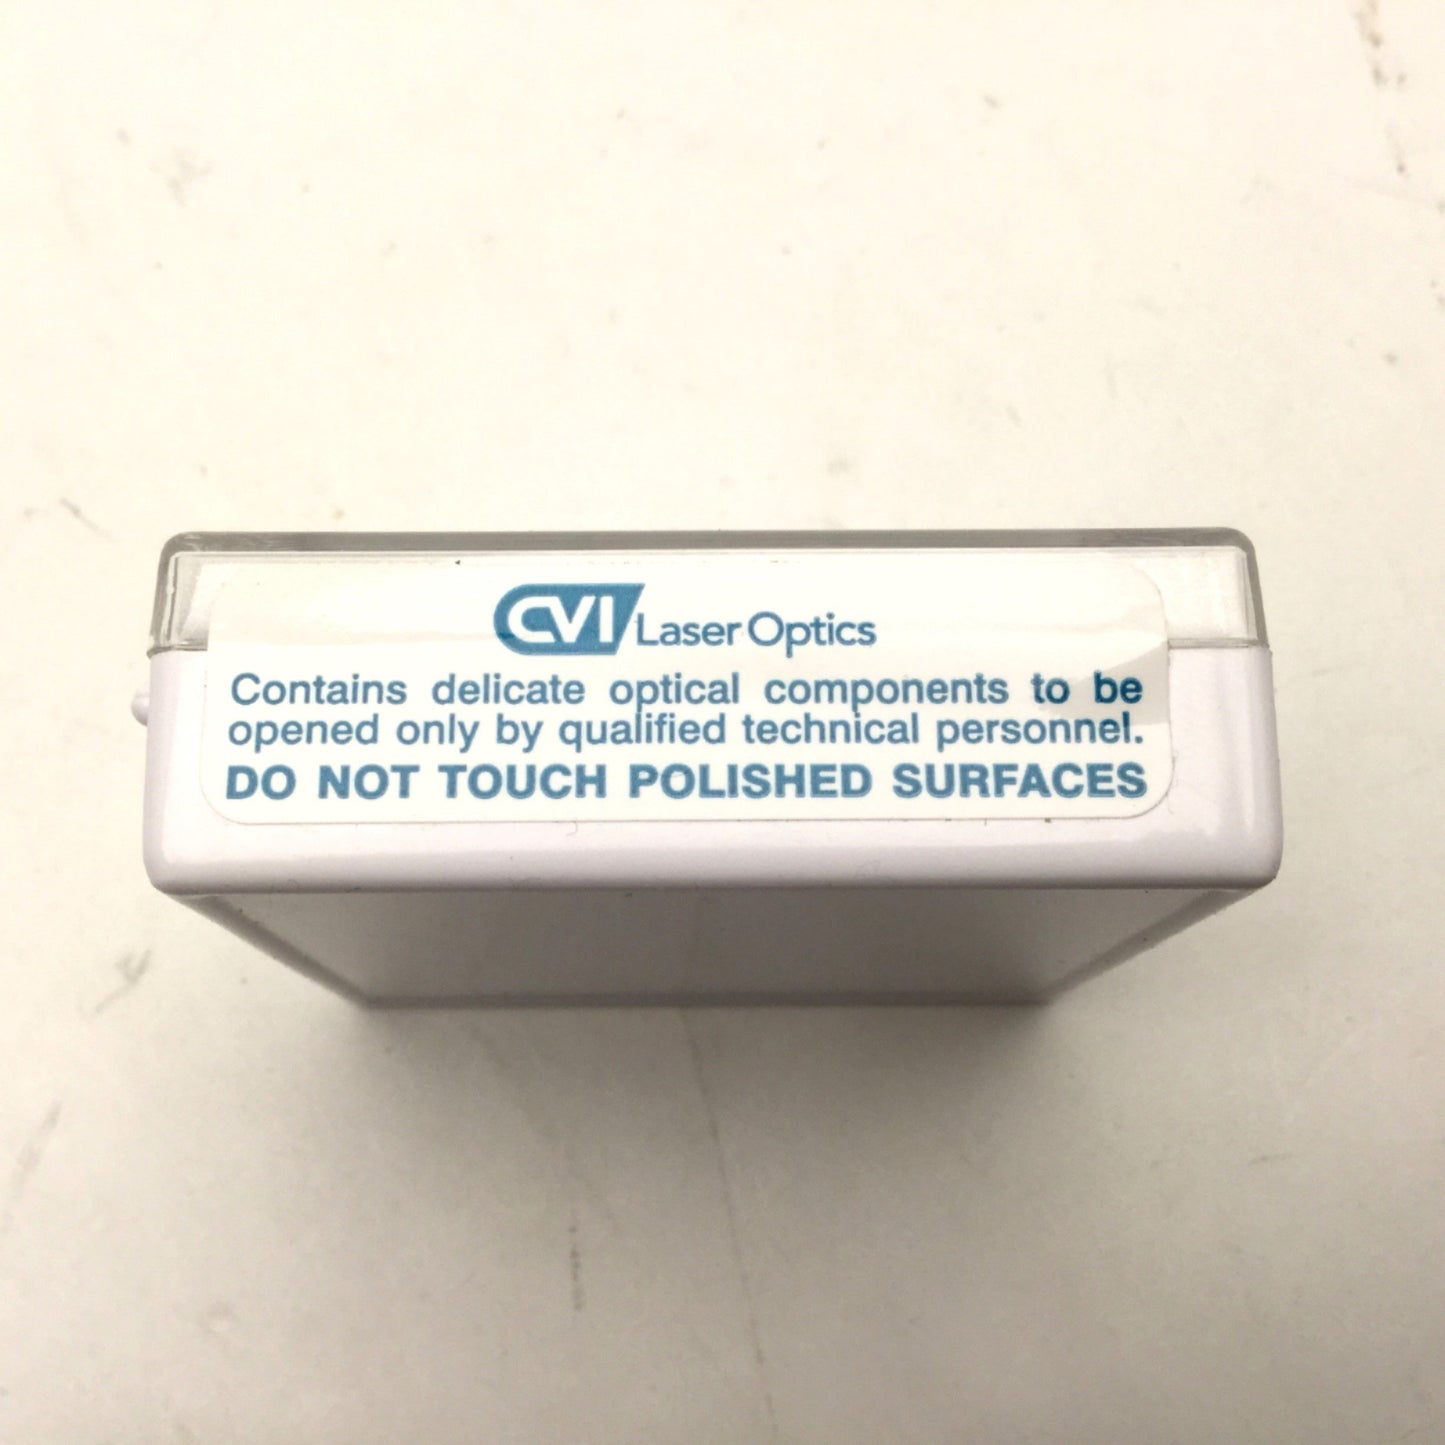 CVI Laser Optics
Contains delicate optical components to be
opened only by qualified technical personnel.
DO NOT TOUCH POLISHED SURFACES